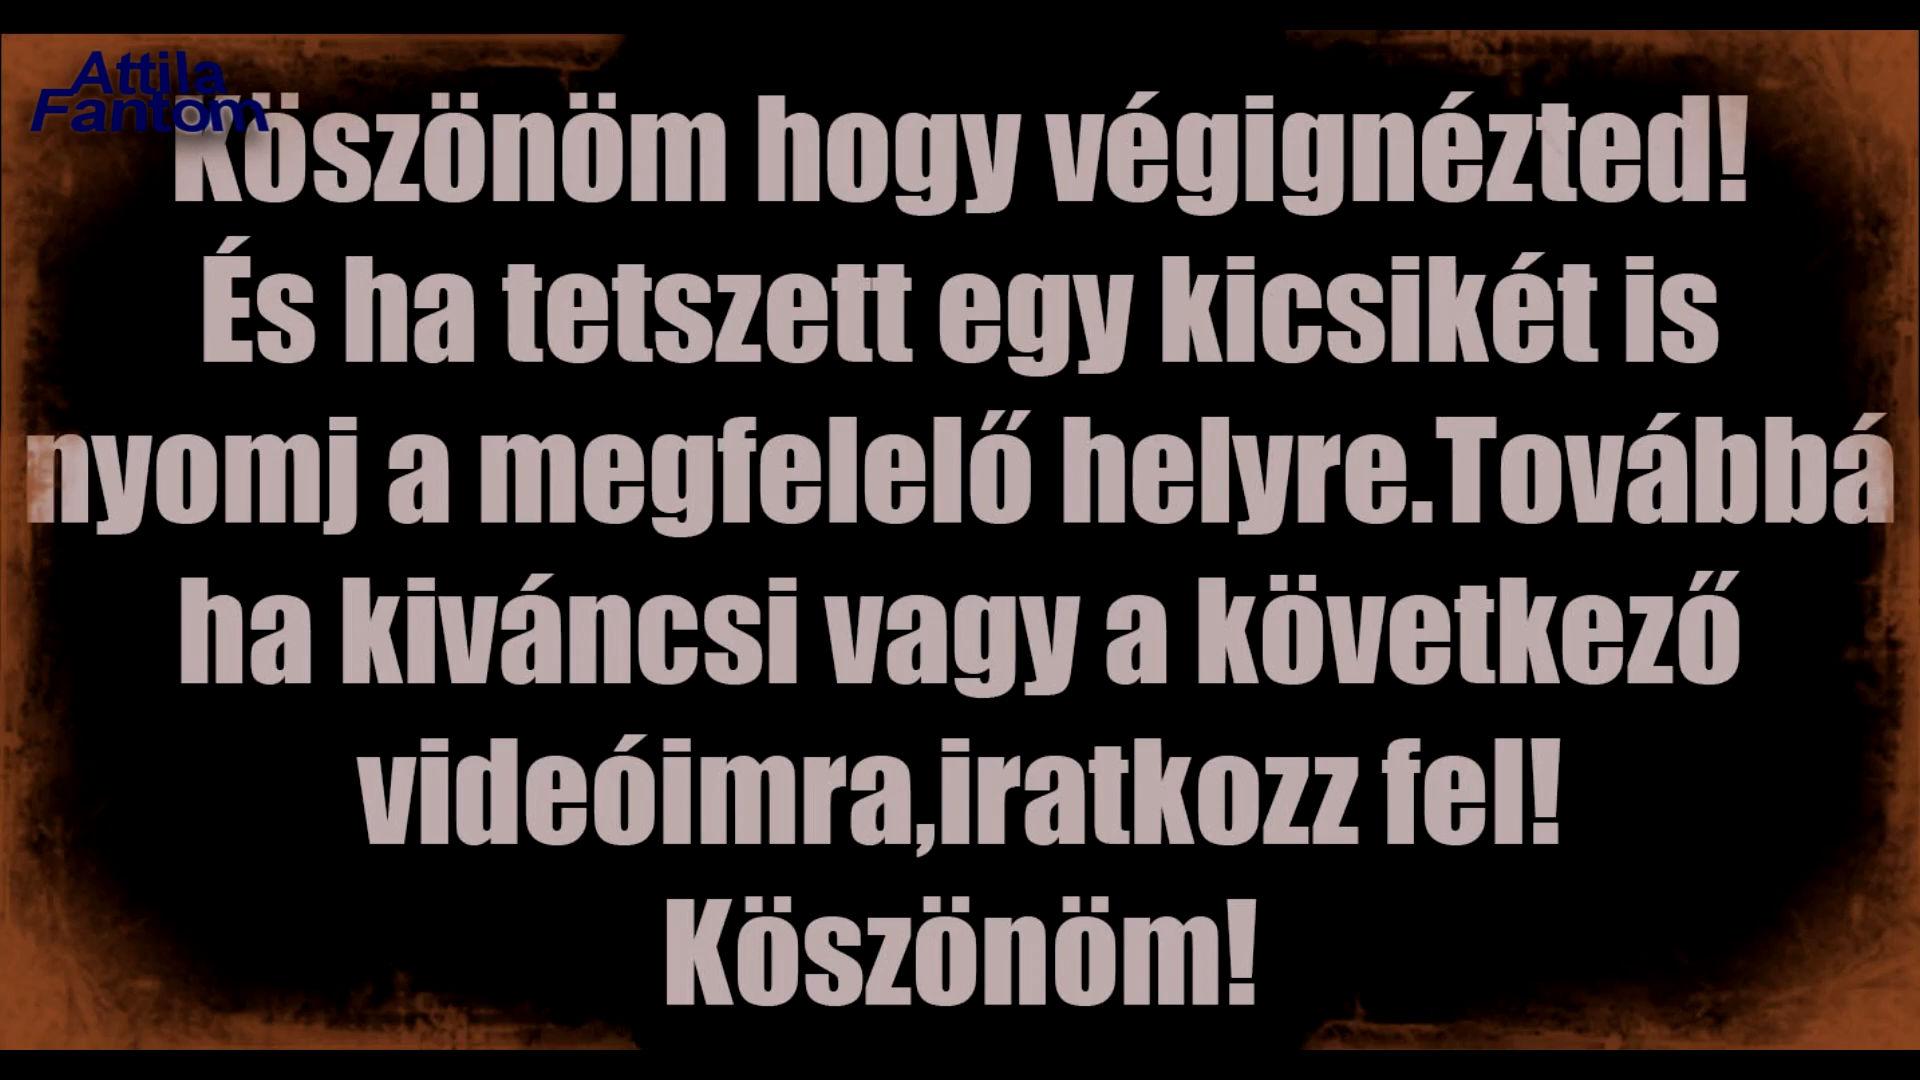 Attila
Fantom
Köszönöm hogy végignézted!
És ha tetszett egy kicsikét is
nyomj a megfelelő helyre.Továbbá
ha kiváncsi vagy a következő
videóimra,iratkozz fel!
Köszönöm!